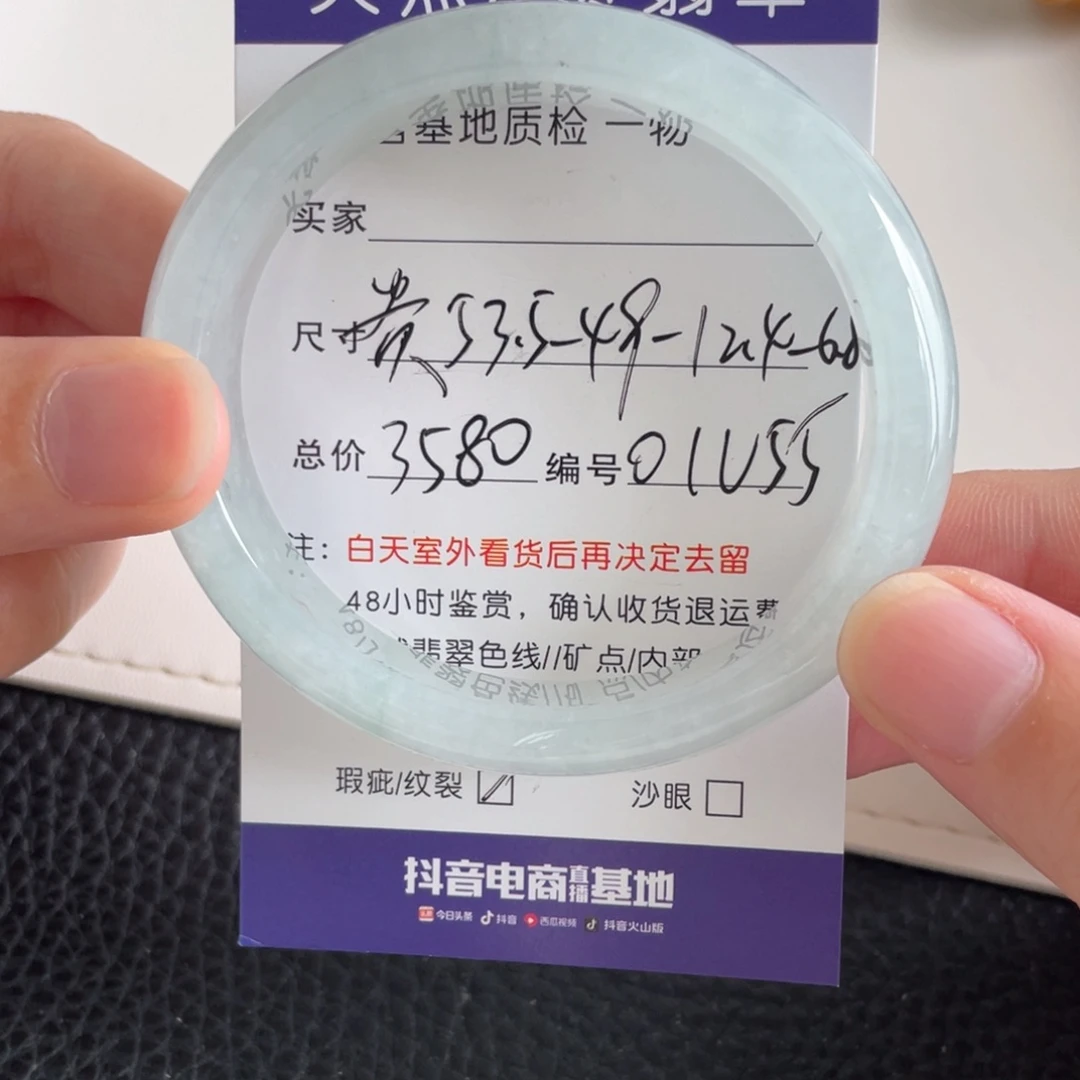 基地质检 一物
买家
尺寸 贵 53.5-49-12.4-6.8
总价 3580 编号 01U55
注：白天室外看货后再决定去留
48小时鉴赏，确认收货退运费
翡翠色线//矿点/内部
瑕疵/纹裂 沙眼
抖音电商直播基地
今日头条 抖音 西瓜视频 抖音火山版